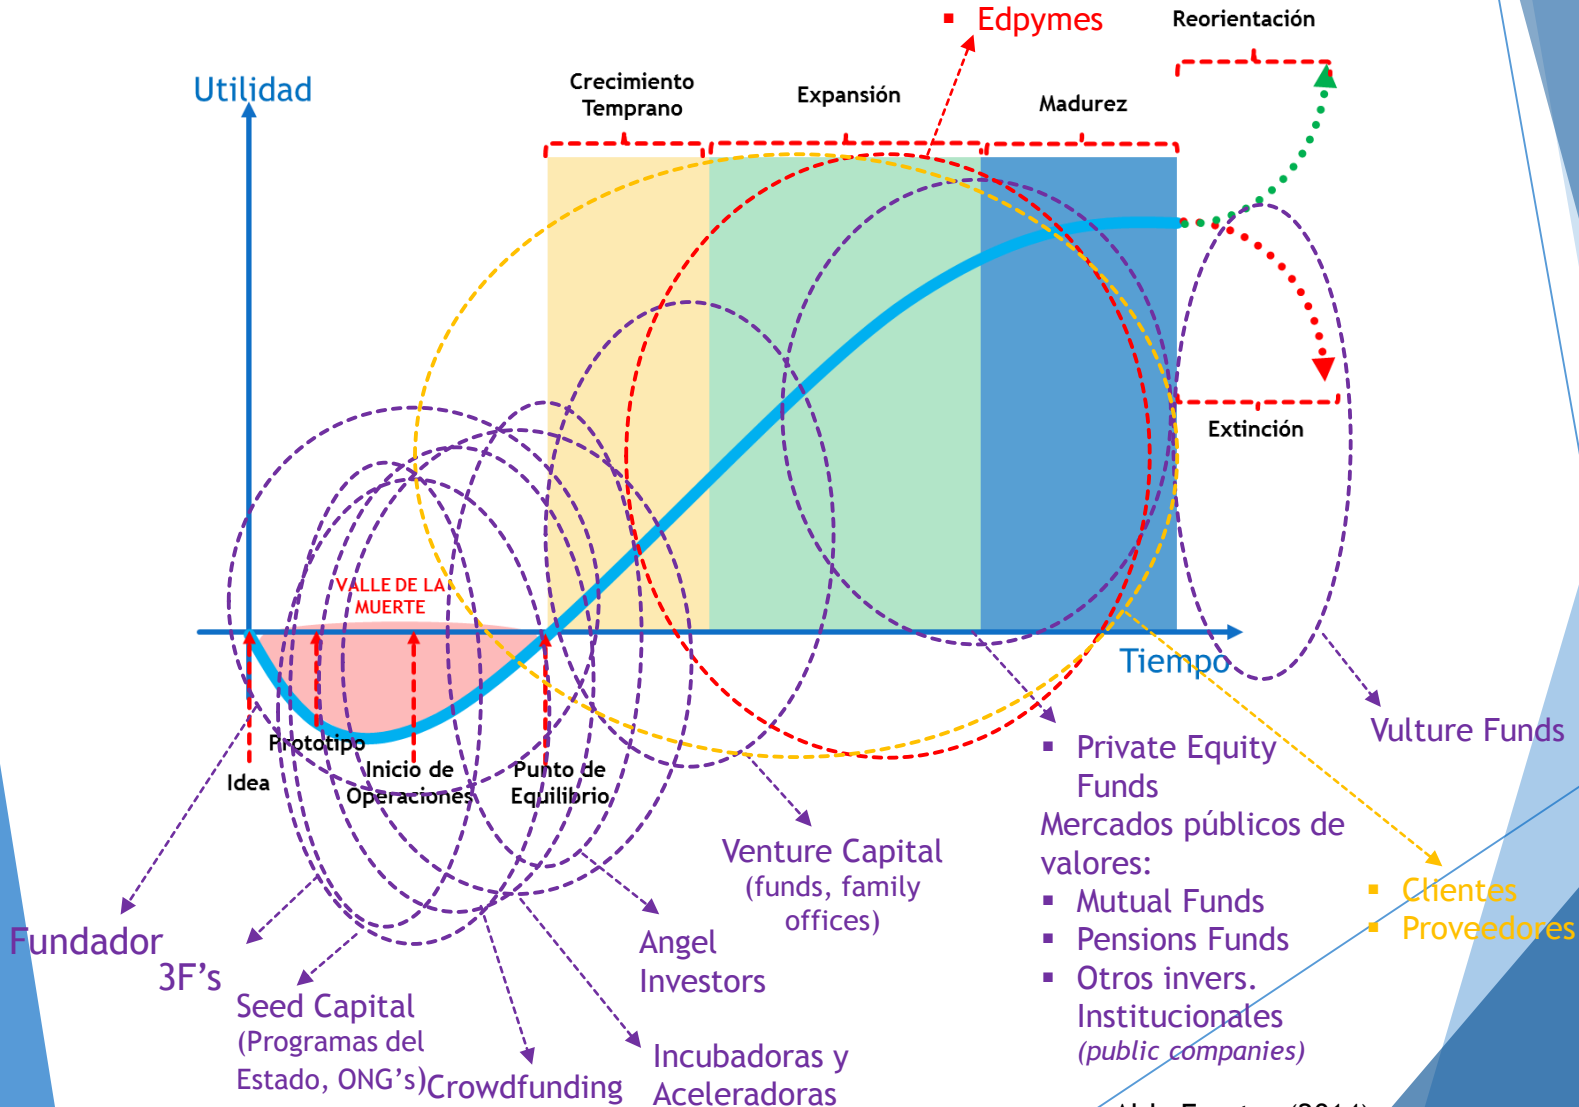 ▪ Edpymes
Reorientación
Utilidad
Crecimiento
Temprano
Expansión
Madurez
Extinción
VALLE DE LA
MUERTE
Tiempo
Prototipo
Idea
Inicio de
Operaciones
Punto de
Equilibrio
Fundador
3F's
Seed Capital
(Programas del
Estado, ONG's)
Crowdfunding
Incubadoras y
Aceleradoras
Angel
Investors
Venture Capital
(funds, family
offices)
▪ Private Equity
Funds
Mercados públicos de
valores:
▪ Mutual Funds
▪ Pensions Funds
▪ Otros invers.
Institucionales
(public companies)
Vulture Funds
▪ Clientes
▪ Proveedores